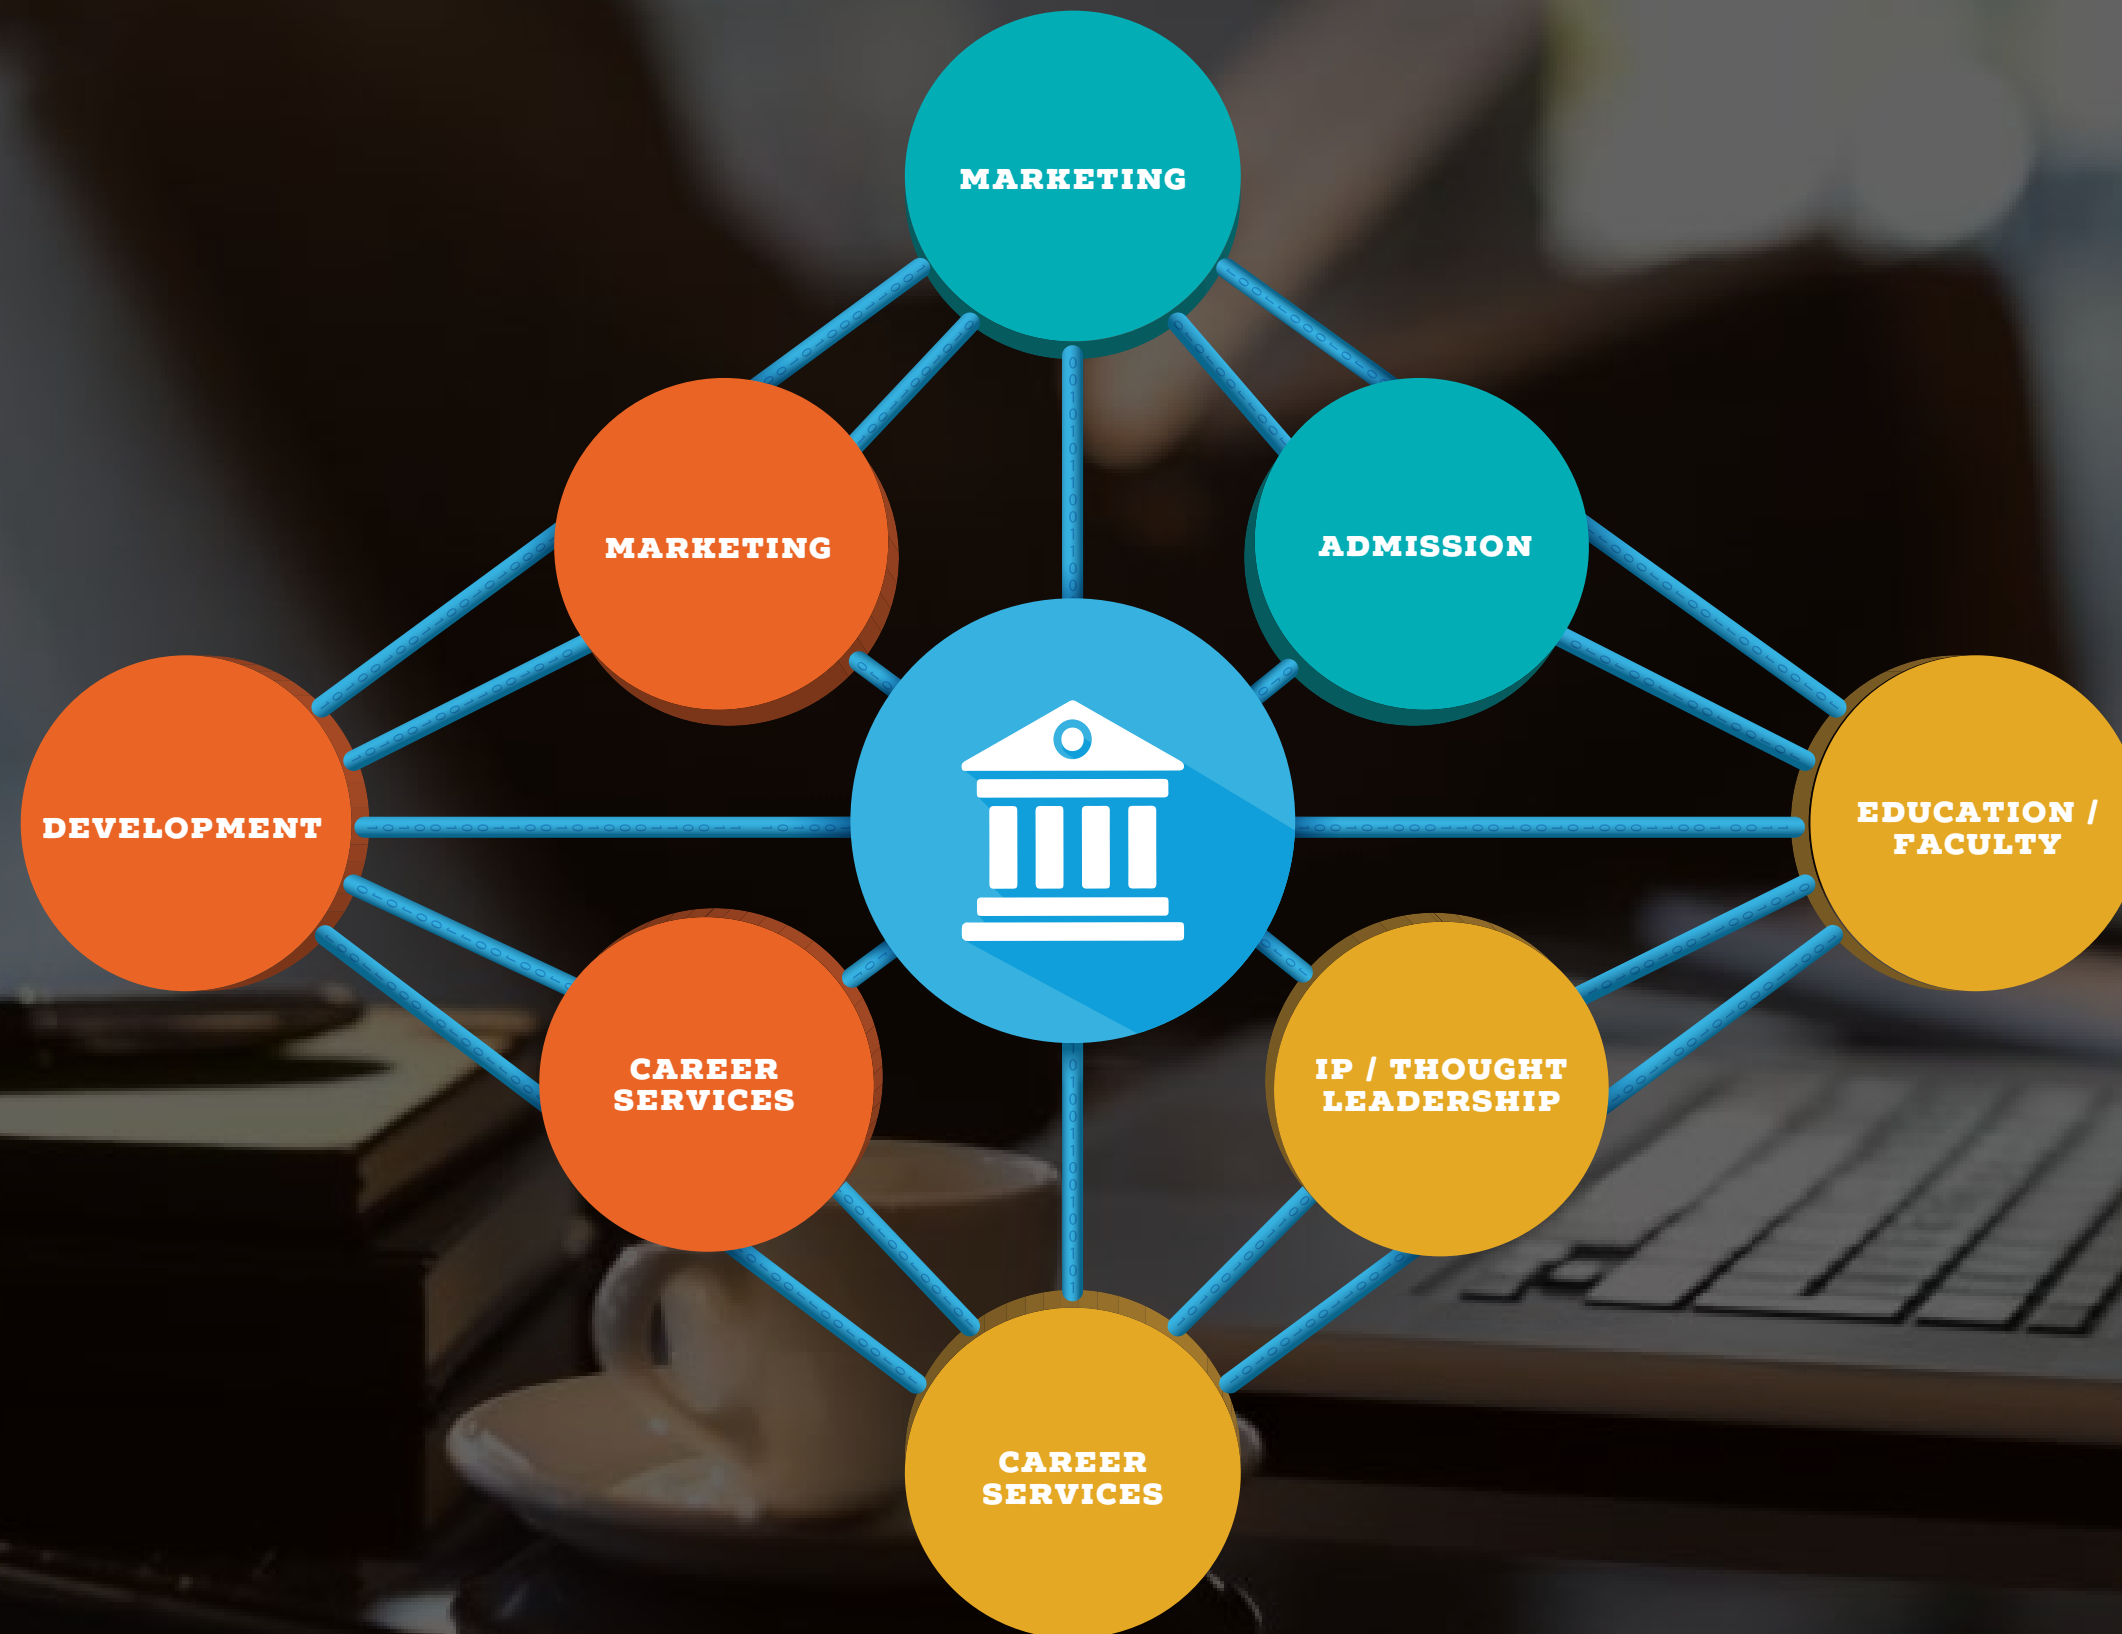 MARKETING
MARKETING
ADMISSION
DEVELOPMENT
EDUCATION /
FACULTY
CAREER
SERVICES
IP / THOUGHT
LEADERSHIP
CAREER
SERVICES